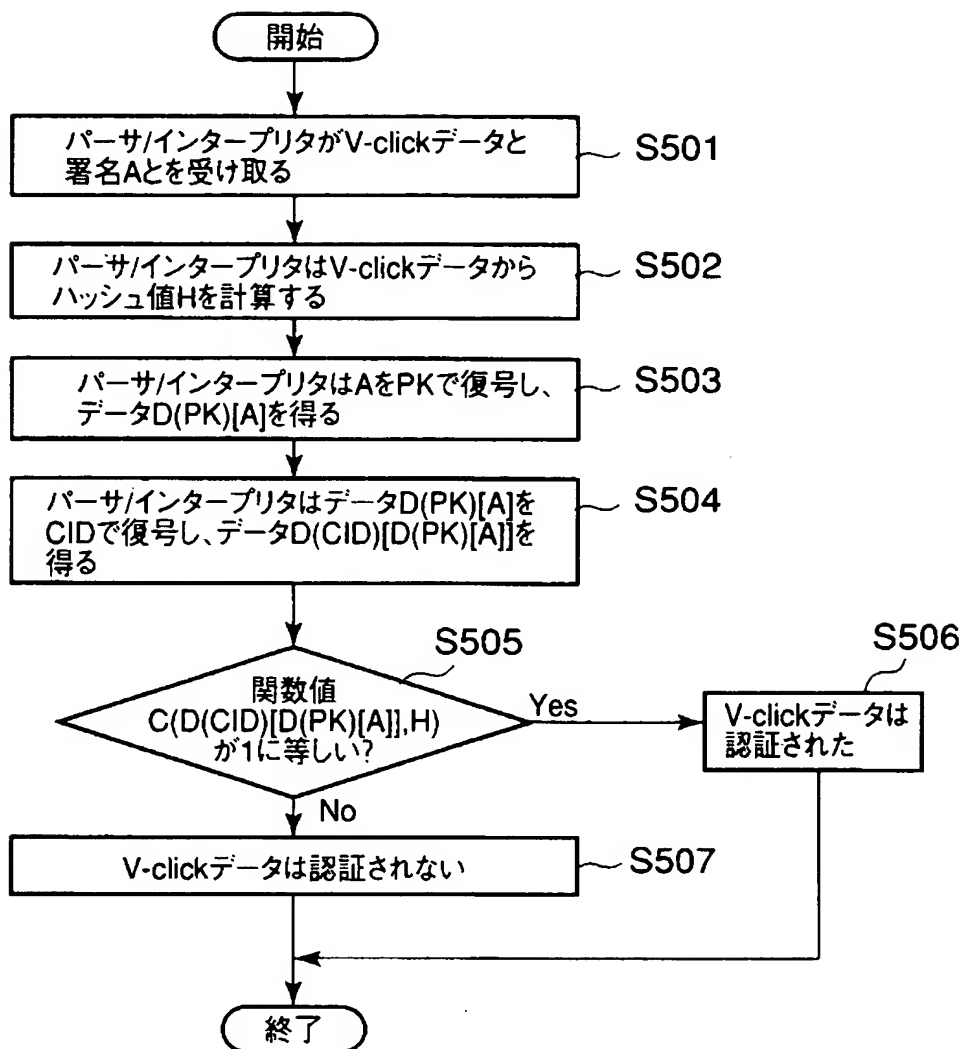 開始
パーサ/インタープリタがV-clickデータと
署名Aとを受け取る
S501
パーサ/インタープリタはV-clickデータから
ハッシュ値Hを計算する
S502
パーサ/インタープリタはAをPKで復号し、
データD(PK)[A]を得る
S503
パーサ/インタープリタはデータD(PK)[A]を
CIDで復号し、データD(CID)[D(PK)[A]]を
得る
S504
S505
関数値
C(D(CID)[D(PK)[A]],H)
が1に等しい?
Yes
S506
V-clickデータは
認証された
No
V-clickデータは認証されない
S507
終了